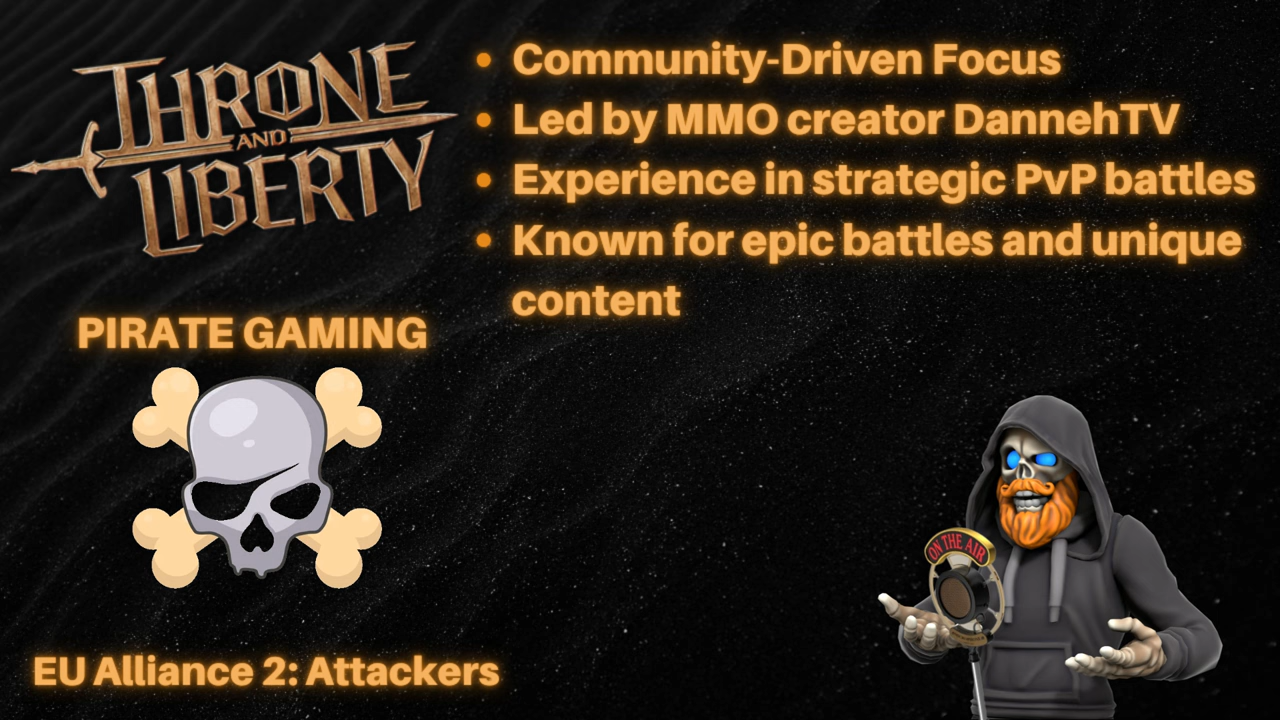 THRONE
AND
LIBERTY
• Community-Driven Focus
• Led by MMO creator DannehTV
• Experience in strategic PvP battles
• Known for epic battles and unique
content
PIRATE GAMING
ON THE AIR
EU Alliance 2: Attackers